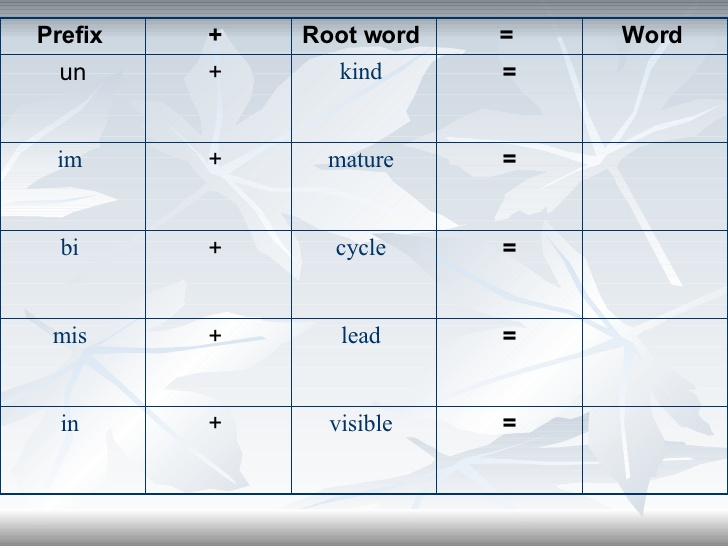 Prefix + Root word = Word
un + kind =
im + mature =
bi + cycle =
mis + lead =
in + visible =